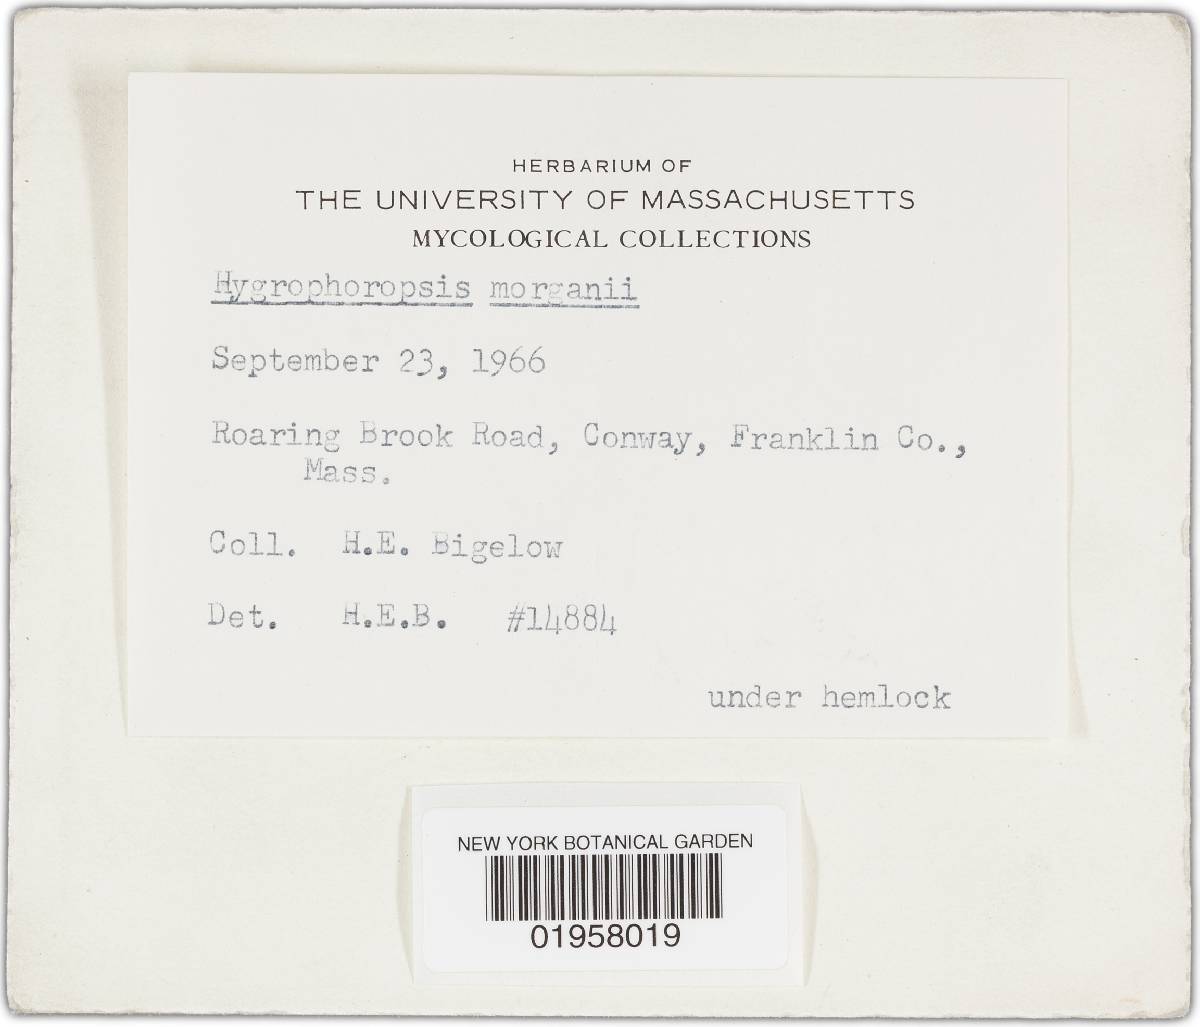 HERBARIUM OF
THE UNIVERSITY OF MASSACHUSETTS
MYCOLOGICAL COLLECTIONS
Hygrophoropsis morganii
September 23, 1966
Roaring Brook Road, Conway, Franklin Co.,
Mass.
Coll. H.E. Bigelow
Det. H.E.B. #14884
under hemlock
NEW YORK BOTANICAL GARDEN
01958019